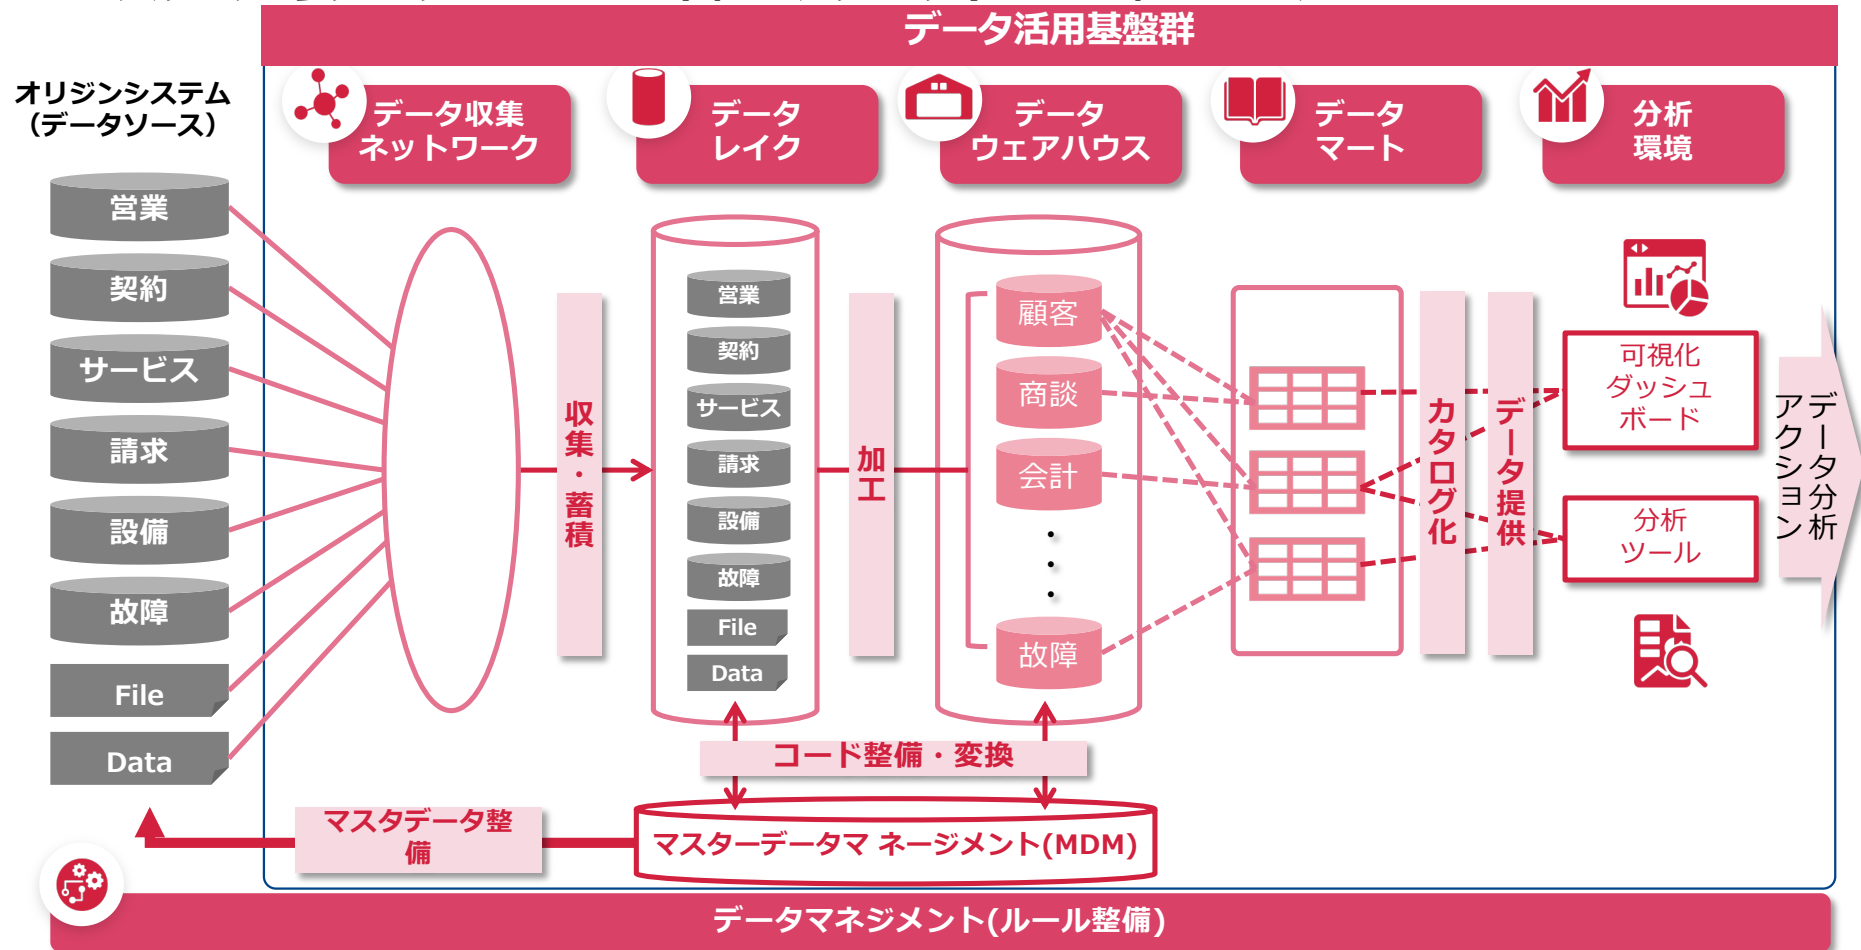 データ活用基盤群
オリジンシステム
（データソース）
データ収集
ネットワーク
データ
レイク
データ
ウェアハウス
データ
マート
分析
環境
営業
契約
サービス
請求
設備
故障
File
Data
収集・蓄積
営業
契約
サービス
請求
設備
故障
File
Data
加工
顧客
商談
会計
・
・
・
故障
カタログ化
データ提供
可視化
ダッシュ
ボード
分析
ツール
データ分析
アクション
コード整備・変換
マスタデータ整
備
マスターデータマ ネージメント(MDM)
データマネジメント(ルール整備)